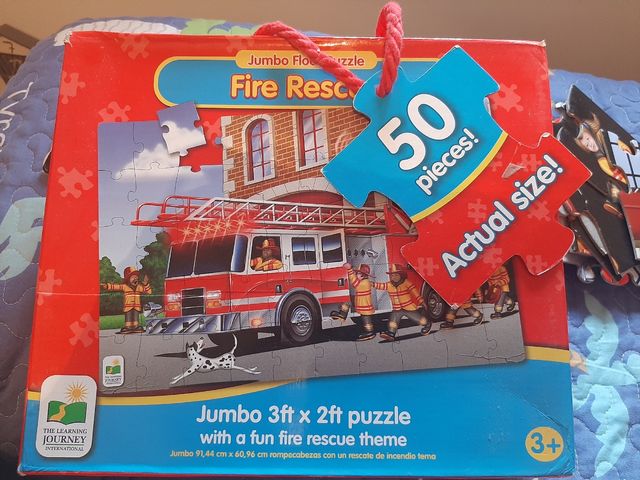 Jumbo Floor Puzzle
Fire Resc
50
pieces!
Actual size!
THE LEARNING
JOURNEY
INTERNATIONAL
Jumbo 3ft x 2ft puzzle
with a fun fire rescue theme
Jumbo 91,44 cm x 60,96 cm rompecabezas con un rescate de incendio tema
3+